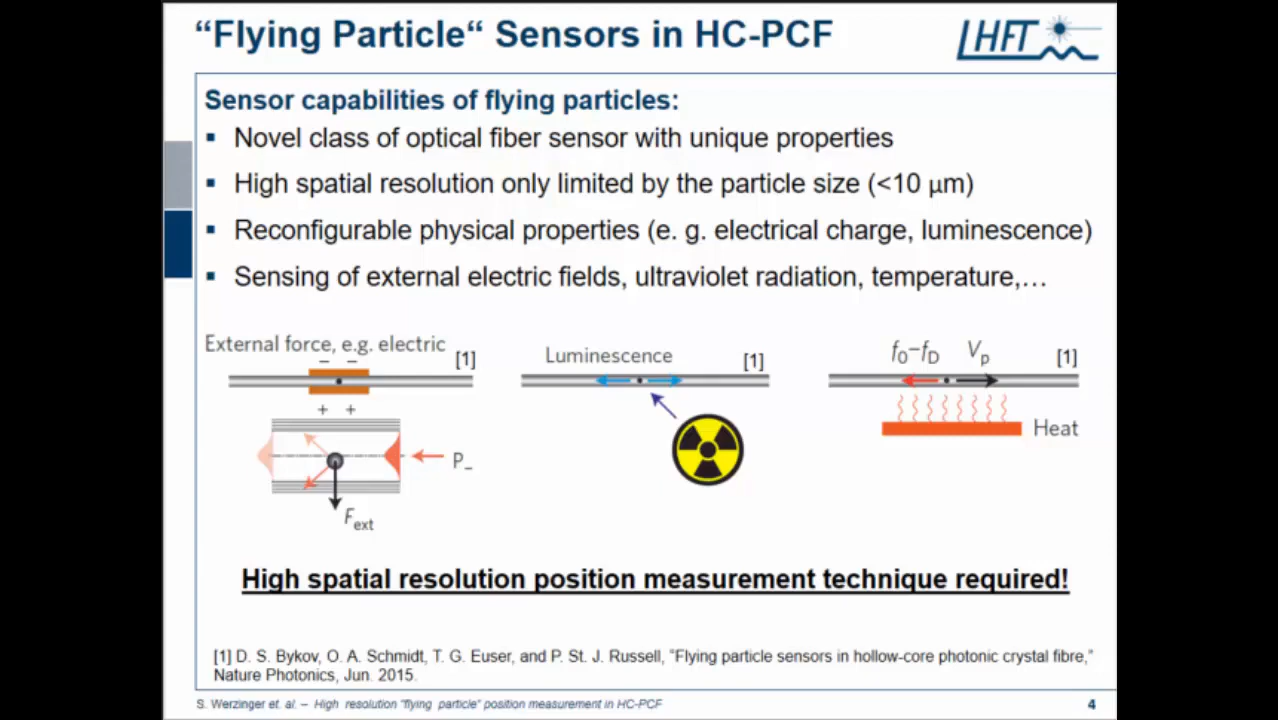 “Flying Particle“ Sensors in HC-PCF
LHFT
Sensor capabilities of flying particles:
▪ Novel class of optical fiber sensor with unique properties
▪ High spatial resolution only limited by the particle size (<10 µm)
▪ Reconfigurable physical properties (e. g. electrical charge, luminescence)
▪ Sensing of external electric fields, ultraviolet radiation, temperature,…
External force, e.g. electric [1]
− −
+ +
P−
Fext
Luminescence [1]
f0−fD Vp [1]
Heat
High spatial resolution position measurement technique required!
[1] D. S. Bykov, O. A. Schmidt, T. G. Euser, and P. St. J. Russell, “Flying particle sensors in hollow-core photonic crystal fibre,”
Nature Photonics, Jun. 2015.
S. Werzinger et. al. – High resolution “flying particle“ position measurement in HC-PCF
4